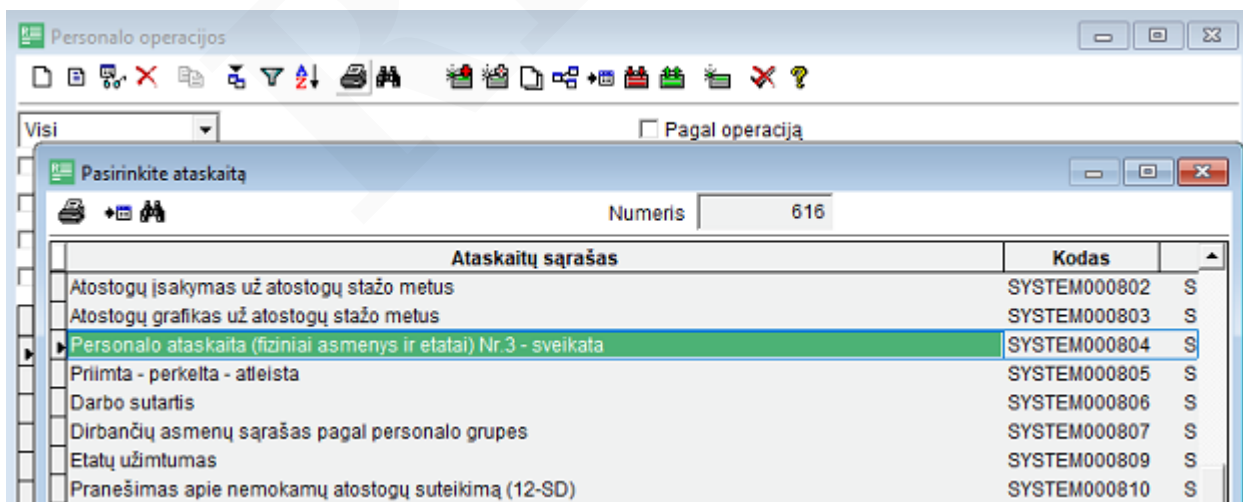 Personalo operacijos
Visi
Pagal operaciją
Pasirinkite ataskaitą
Numeris 616
Ataskaitų sąrašas Kodas
Atostogų įsakymas už atostogų stažo metus SYSTEM000802 S
Atostogų grafikas už atostogų stažo metus SYSTEM000803 S
Personalo ataskaita (fiziniai asmenys ir etatai) Nr.3 - sveikata SYSTEM000804 S
Priimta - perkelta - atleista SYSTEM000805 S
Darbo sutartis SYSTEM000806 S
Dirbančių asmenų sąrašas pagal personalo grupes SYSTEM000807 S
Etatų užimtumas SYSTEM000809 S
Pranešimas apie nemokamų atostogų suteikimą (12-SD) SYSTEM000810 S